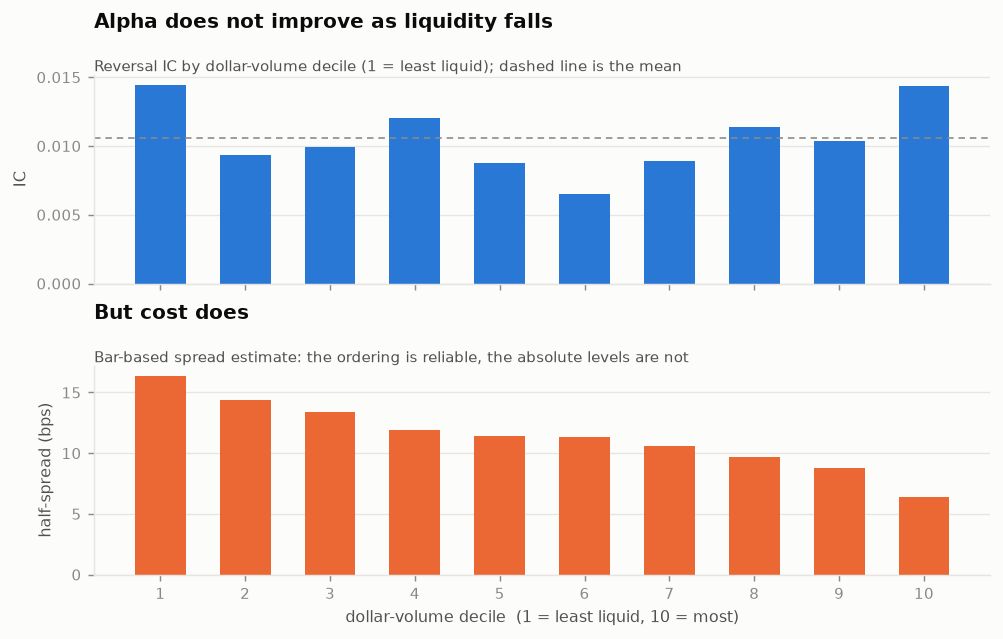 Alpha does not improve as liquidity falls
Reversal IC by dollar-volume decile (1 = least liquid); dashed line is the mean
0.015
0.010
0.005
0.000
IC
But cost does
Bar-based spread estimate: the ordering is reliable, the absolute levels are not
15
10
5
0
half-spread (bps)
1 2 3 4 5 6 7 8 9 10
dollar-volume decile (1 = least liquid, 10 = most)